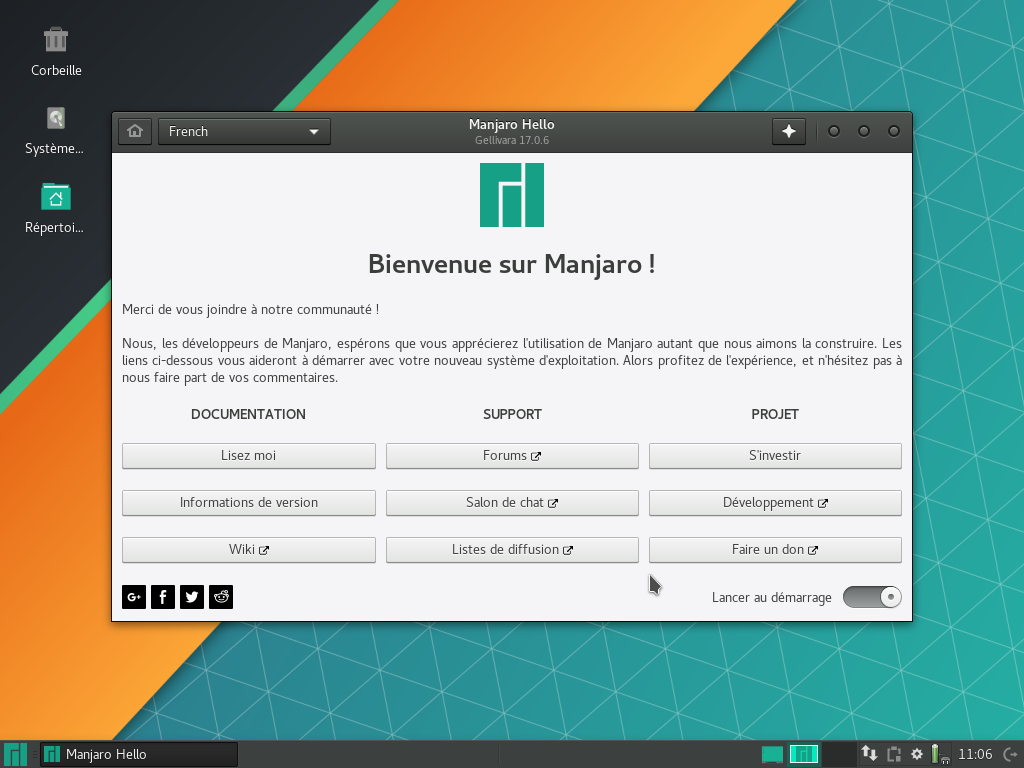 Corbeille
Système...
Répertoi...
French
Manjaro Hello
Gellivara 17.0.6
Bienvenue sur Manjaro !
Merci de vous joindre à notre communauté !
Nous, les développeurs de Manjaro, espérons que vous apprécierez l'utilisation de Manjaro autant que nous aimons la construire. Les
liens ci-dessous vous aideront à démarrer avec votre nouveau système d'exploitation. Alors profitez de l'expérience, et n'hésitez pas à
nous faire part de vos commentaires.
DOCUMENTATION
SUPPORT
PROJET
Lisez moi
Forums
S'investir
Informations de version
Salon de chat
Développement
Wiki
Listes de diffusion
Faire un don
G+
Lancer au démarrage
Manjaro Hello
11:06